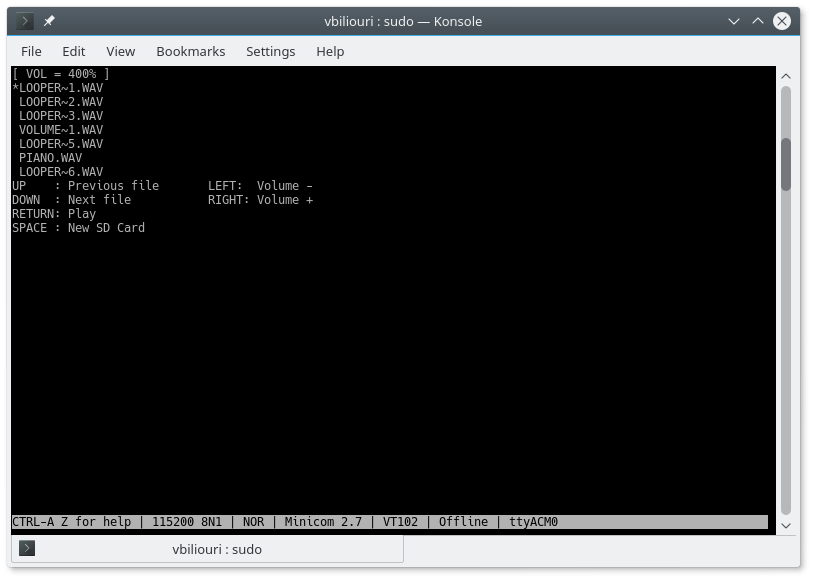 vbiliouri : sudo — Konsole
File Edit View Bookmarks Settings Help
[ VOL = 400% ]
*LOOPER~1.WAV
LOOPER~2.WAV
LOOPER~3.WAV
VOLUME~1.WAV
LOOPER~5.WAV
PIANO.WAV
LOOPER~6.WAV
UP    : Previous file       LEFT:  Volume -
DOWN  : Next file           RIGHT: Volume +
RETURN: Play
SPACE : New SD Card
CTRL-A Z for help | 115200 8N1 | NOR | Minicom 2.7 | VT102 | Offline | ttyACM0
vbiliouri : sudo